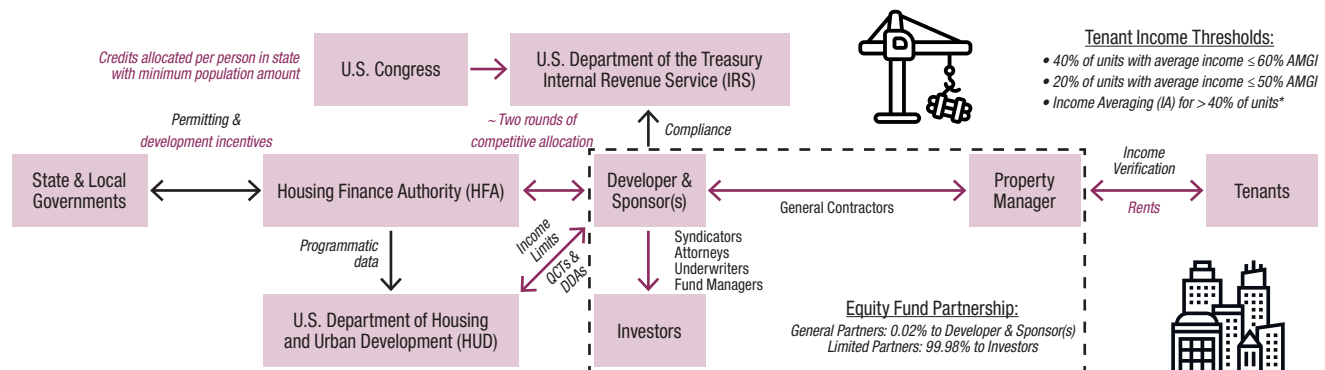 Credits allocated per person in state
with minimum population amount
U.S. Congress
U.S. Department of the Treasury
Internal Revenue Service (IRS)
Tenant Income Thresholds:
• 40% of units with average income ≤ 60% AMGI
• 20% of units with average income ≤ 50% AMGI
• Income Averaging (IA) for > 40% of units*
Permitting &
development incentives
~ Two rounds of
competitive allocation
Compliance
State & Local
Governments
Housing Finance Authority (HFA)
Developer &
Sponsor(s)
General Contractors
Property
Manager
Income
Verification
Rents
Tenants
Programmatic
data
Income
Limits
QCTs &
DDAs
Syndicators
Attorneys
Underwriters
Fund Managers
U.S. Department of Housing
and Urban Development (HUD)
Investors
Equity Fund Partnership:
General Partners: 0.02% to Developer & Sponsor(s)
Limited Partners: 99.98% to Investors